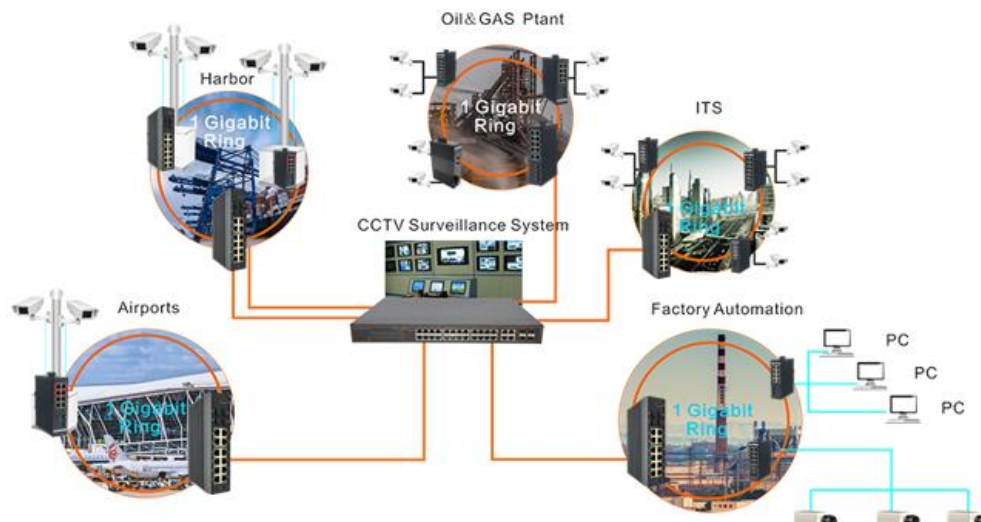 Oil&GAS Plant
Harbor
1 Gigabit
Ring
1 Gigabit
Ring
ITS
1 Gigabit
Ring
CCTV Surveillance System
Airports
1 Gigabit
Ring
Factory Automation
1 Gigabit
Ring
PC
PC
PC